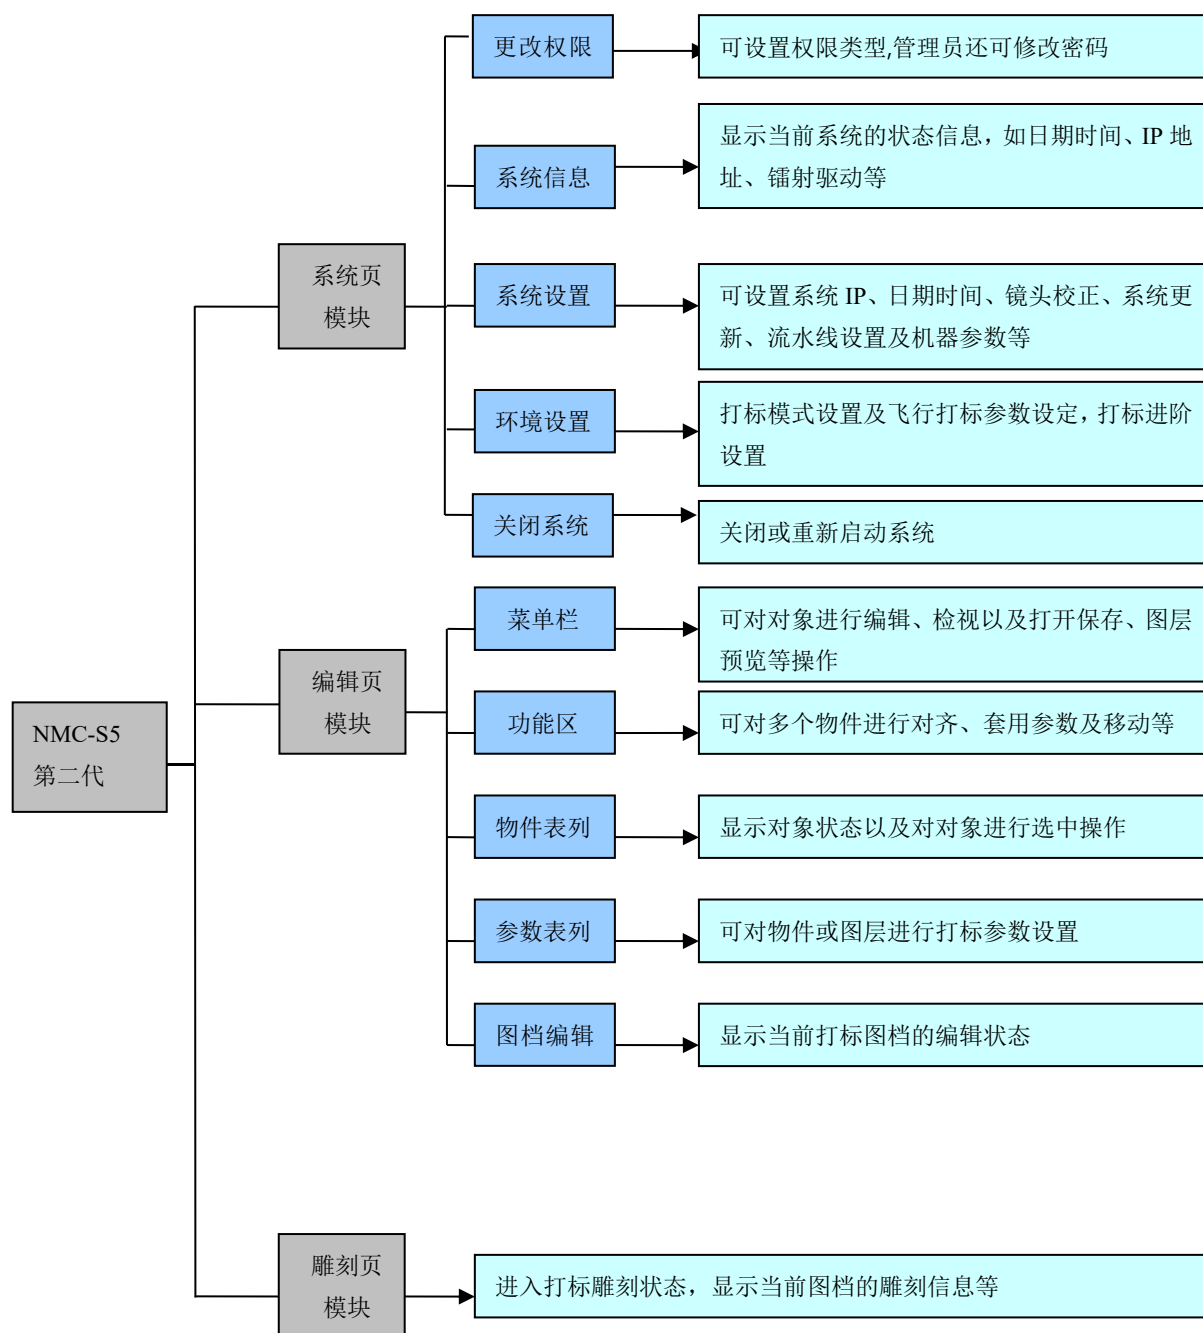 更改权限
可设置权限类型,管理员还可修改密码
显示当前系统的状态信息，如日期时间、IP 地
址、镭射驱动等
系统信息
系统页
模块
系统设置
可设置系统 IP、日期时间、镜头校正、系统更
新、流水线设置及机器参数等
环境设置
打标模式设置及飞行打标参数设定，打标进阶
设置
关闭系统
关闭或重新启动系统
菜单栏
可对对象进行编辑、检视以及打开保存、图层
预览等操作
编辑页
模块
功能区
可对多个物件进行对齐、套用参数及移动等
NMC-S5
第二代
物件表列
显示对象状态以及对对象进行选中操作
参数表列
可对物件或图层进行打标参数设置
图档编辑
显示当前打标图档的编辑状态
雕刻页
模块
进入打标雕刻状态，显示当前图档的雕刻信息等